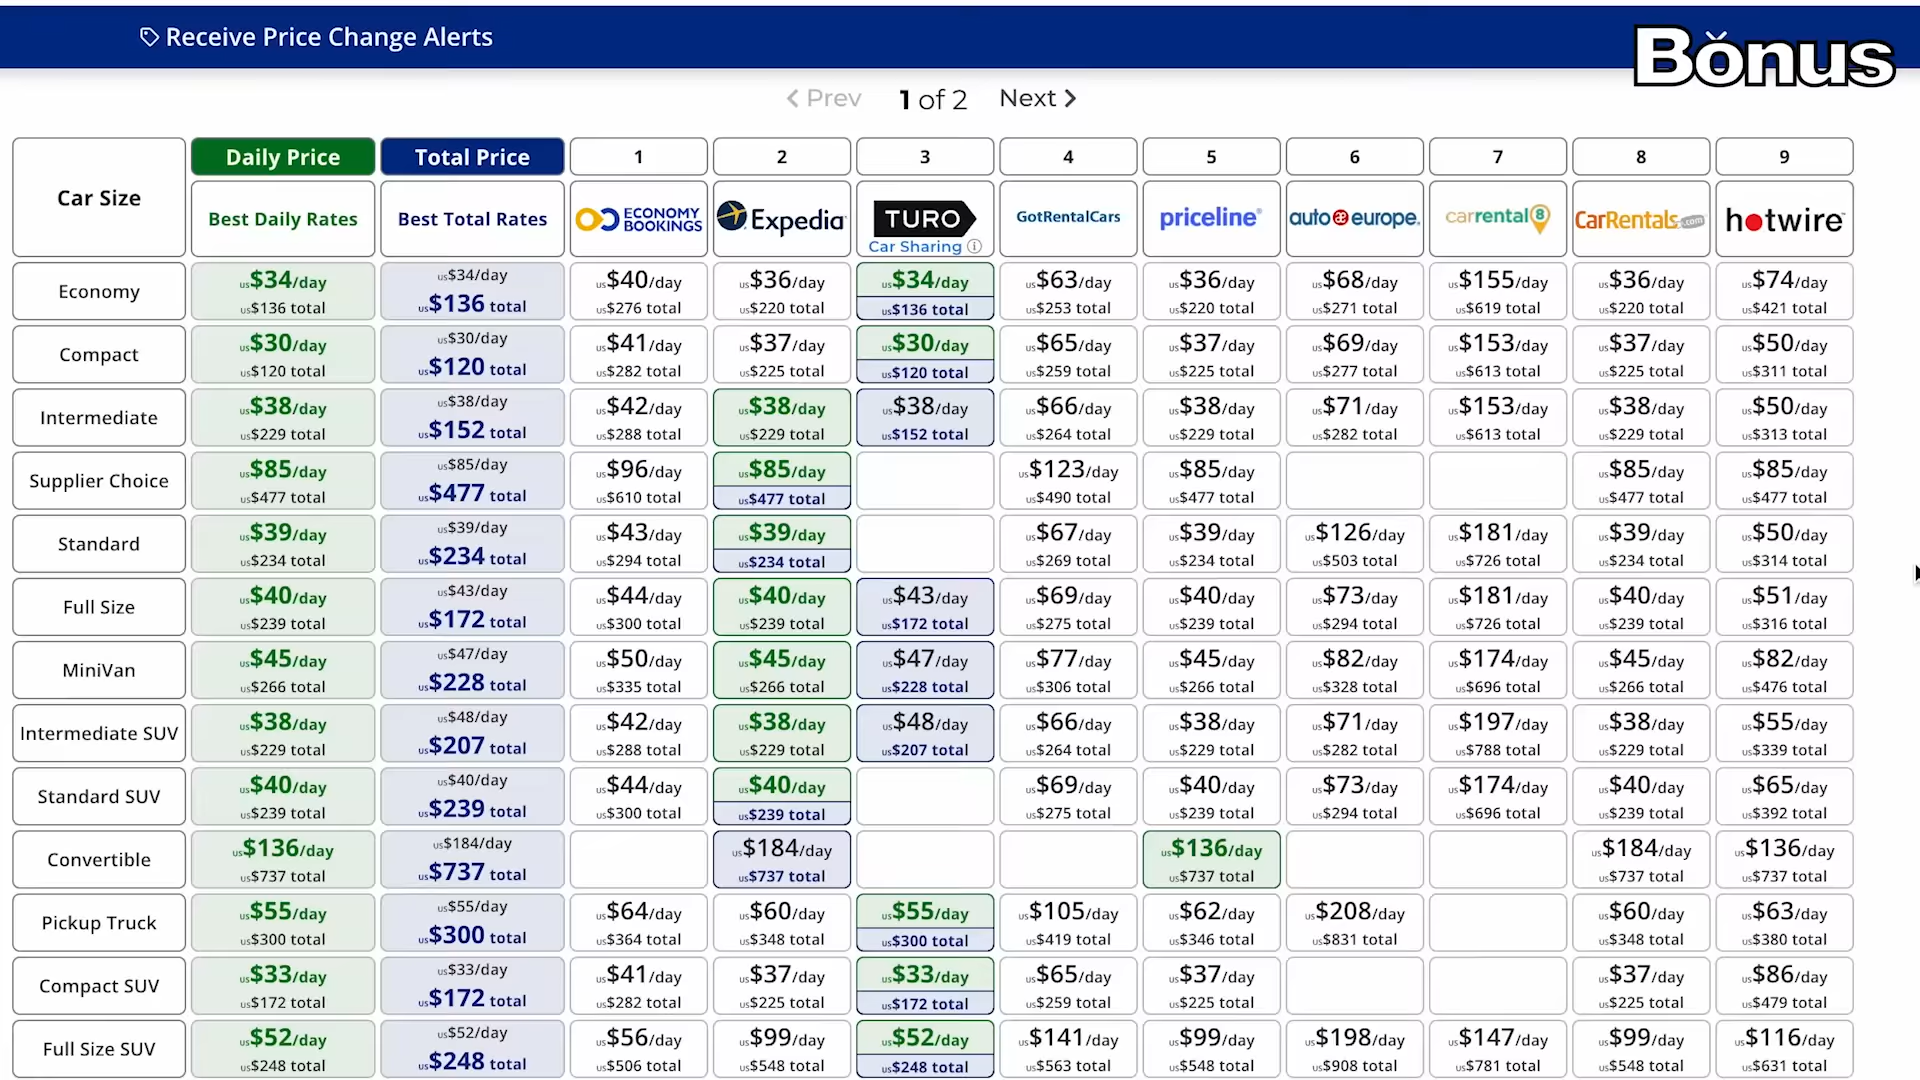 Receive Price Change Alerts
Bonus
Prev 1 of 2 Next
Car Size
Daily Price
Total Price
1
2
3
4
5
6
7
8
9
Best Daily Rates
Best Total Rates
ECONOMY
BOOKINGS
Expedia
TURO
Car Sharing
GotRentalCars
priceline
auto europe.
carrental8
CarRentals.com
hotwire
Economy
us$34/day us$34/day us$40/day us$36/day us$34/day us$63/day us$36/day us$68/day us$155/day us$36/day us$74/day
us$136 total us$136 total us$276 total us$220 total us$136 total us$253 total us$220 total us$271 total us$619 total us$220 total us$421 total
Compact
us$30/day us$30/day us$41/day us$37/day us$30/day us$65/day us$37/day us$69/day us$153/day us$37/day us$50/day
us$120 total us$120 total us$282 total us$225 total us$120 total us$259 total us$225 total us$277 total us$613 total us$225 total us$311 total
Intermediate
us$38/day us$38/day us$42/day us$38/day us$38/day us$66/day us$38/day us$71/day us$153/day us$38/day us$50/day
us$229 total us$152 total us$288 total us$229 total us$152 total us$264 total us$229 total us$282 total us$613 total us$229 total us$313 total
Supplier Choice
us$85/day us$85/day us$96/day us$85/day us$123/day us$85/day us$85/day us$85/day
us$477 total us$477 total us$610 total us$477 total us$490 total us$477 total us$477 total us$477 total
Standard
us$39/day us$39/day us$43/day us$39/day us$67/day us$39/day us$126/day us$181/day us$39/day us$50/day
us$234 total us$234 total us$294 total us$234 total us$269 total us$234 total us$503 total us$726 total us$234 total us$314 total
Full Size
us$40/day us$43/day us$44/day us$40/day us$43/day us$69/day us$40/day us$73/day us$181/day us$40/day us$51/day
us$239 total us$172 total us$300 total us$239 total us$172 total us$275 total us$239 total us$294 total us$726 total us$239 total us$316 total
MiniVan
us$45/day us$47/day us$50/day us$45/day us$47/day us$77/day us$45/day us$82/day us$174/day us$45/day us$82/day
us$266 total us$228 total us$335 total us$266 total us$228 total us$306 total us$266 total us$328 total us$696 total us$266 total us$476 total
Intermediate SUV
us$38/day us$48/day us$42/day us$38/day us$48/day us$66/day us$38/day us$71/day us$197/day us$38/day us$55/day
us$229 total us$207 total us$288 total us$229 total us$207 total us$264 total us$229 total us$282 total us$788 total us$229 total us$339 total
Standard SUV
us$40/day us$40/day us$44/day us$40/day us$69/day us$40/day us$73/day us$174/day us$40/day us$65/day
us$239 total us$239 total us$300 total us$239 total us$275 total us$239 total us$294 total us$696 total us$239 total us$392 total
Convertible
us$136/day us$184/day us$184/day us$136/day us$184/day us$136/day
us$737 total us$737 total us$737 total us$737 total us$737 total us$737 total
Pickup Truck
us$55/day us$55/day us$64/day us$60/day us$55/day us$105/day us$62/day us$208/day us$60/day us$63/day
us$300 total us$300 total us$364 total us$348 total us$300 total us$419 total us$346 total us$831 total us$348 total us$380 total
Compact SUV
us$33/day us$33/day us$41/day us$37/day us$33/day us$65/day us$37/day us$37/day us$86/day
us$172 total us$172 total us$282 total us$225 total us$172 total us$259 total us$225 total us$225 total us$479 total
Full Size SUV
us$52/day us$52/day us$56/day us$99/day us$52/day us$141/day us$99/day us$198/day us$147/day us$99/day us$116/day
us$248 total us$248 total us$506 total us$548 total us$248 total us$563 total us$548 total us$908 total us$781 total us$548 total us$631 total